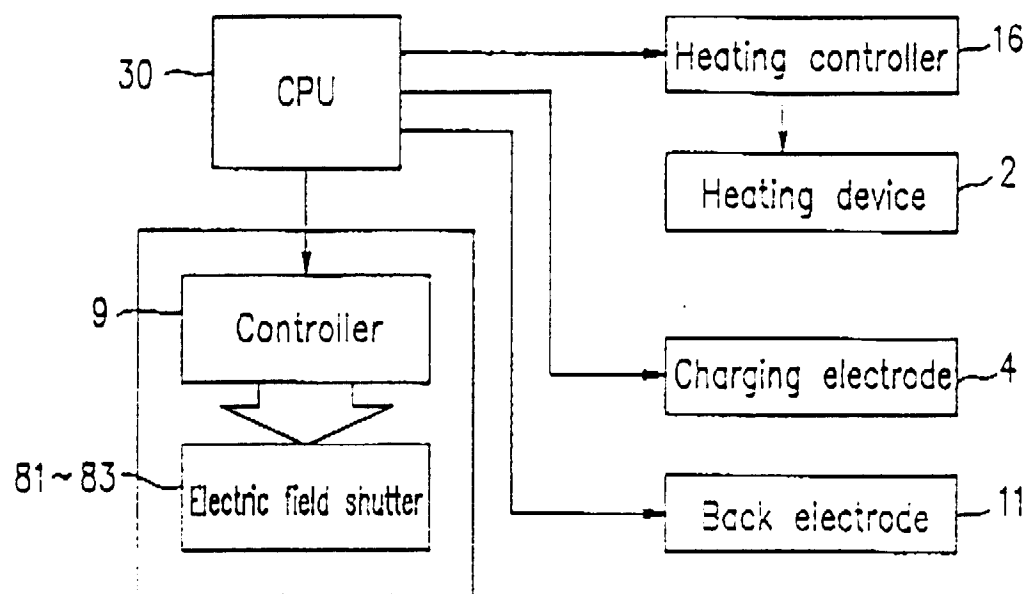 30
CPU
Heating controller
16
Heating device
2
9
Controller
Charging electrode
4
81~83
Electric field shutter
Back electrode
11